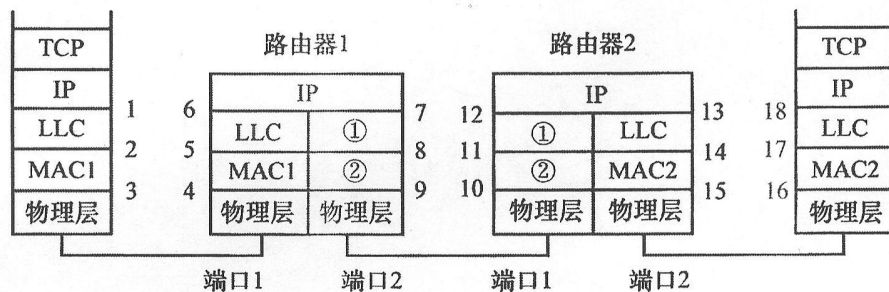 TCP
IP
LLC
MAC1
物理层
1
2
3
路由器1
6
5
4
IP
LLC
①
MAC1
②
物理层
物理层
7
8
9
路由器2
12
11
10
IP
①
LLC
②
MAC2
物理层
物理层
13
14
15
18
17
16
TCP
IP
LLC
MAC2
物理层
端口1
端口2
端口1
端口2